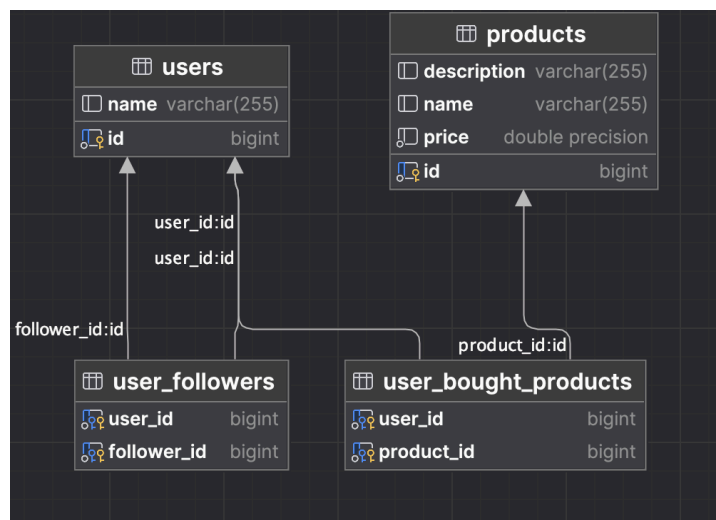 users
name varchar(255)
id bigint
products
description varchar(255)
name varchar(255)
price double precision
id bigint
user_id:id
user_id:id
follower_id:id
product_id:id
user_followers
user_id bigint
follower_id bigint
user_bought_products
user_id bigint
product_id bigint